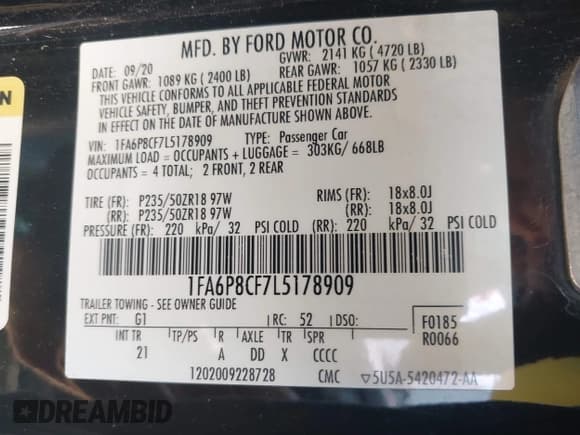 MFD. BY FORD MOTOR CO.
DATE: 09/20 GVWR: 2141 KG ( 4720 LB)
FRONT GAWR: 1089 KG ( 2400 LB) REAR GAWR: 1057 KG ( 2330 LB)
THIS VEHICLE CONFORMS TO ALL APPLICABLE FEDERAL MOTOR
VEHICLE SAFETY, BUMPER, AND THEFT PREVENTION STANDARDS
IN EFFECT ON THE DATE OF MANUFACTURE SHOWN ABOVE.
VIN: 1FA6P8CF7L5178909 TYPE: Passenger Car
MAXIMUM LOAD = OCCUPANTS + LUGGAGE = 303KG/ 668LB
OCCUPANTS = 4 TOTAL; 2 FRONT, 2 REAR
TIRE (FR): P235/50ZR18 97W RIMS (FR): 18x8.0J
(RR): P235/50ZR18 97W (RR): 18x8.0J
PRESSURE (FR): 220 kPa/ 32 PSI COLD (RR): 220 kPa/ 32 PSI COLD
1FA6P8CF7L5178909
TRAILER TOWING - SEE OWNER GUIDE
EXT PNT: G1 RC: 52 DSO: F0185
INT TR TP/PS R AXLE TR SPR R0066
21 A DD X CCCC
1202009228728 CMC ▽5U5A-5420472-AA
DREAMBID